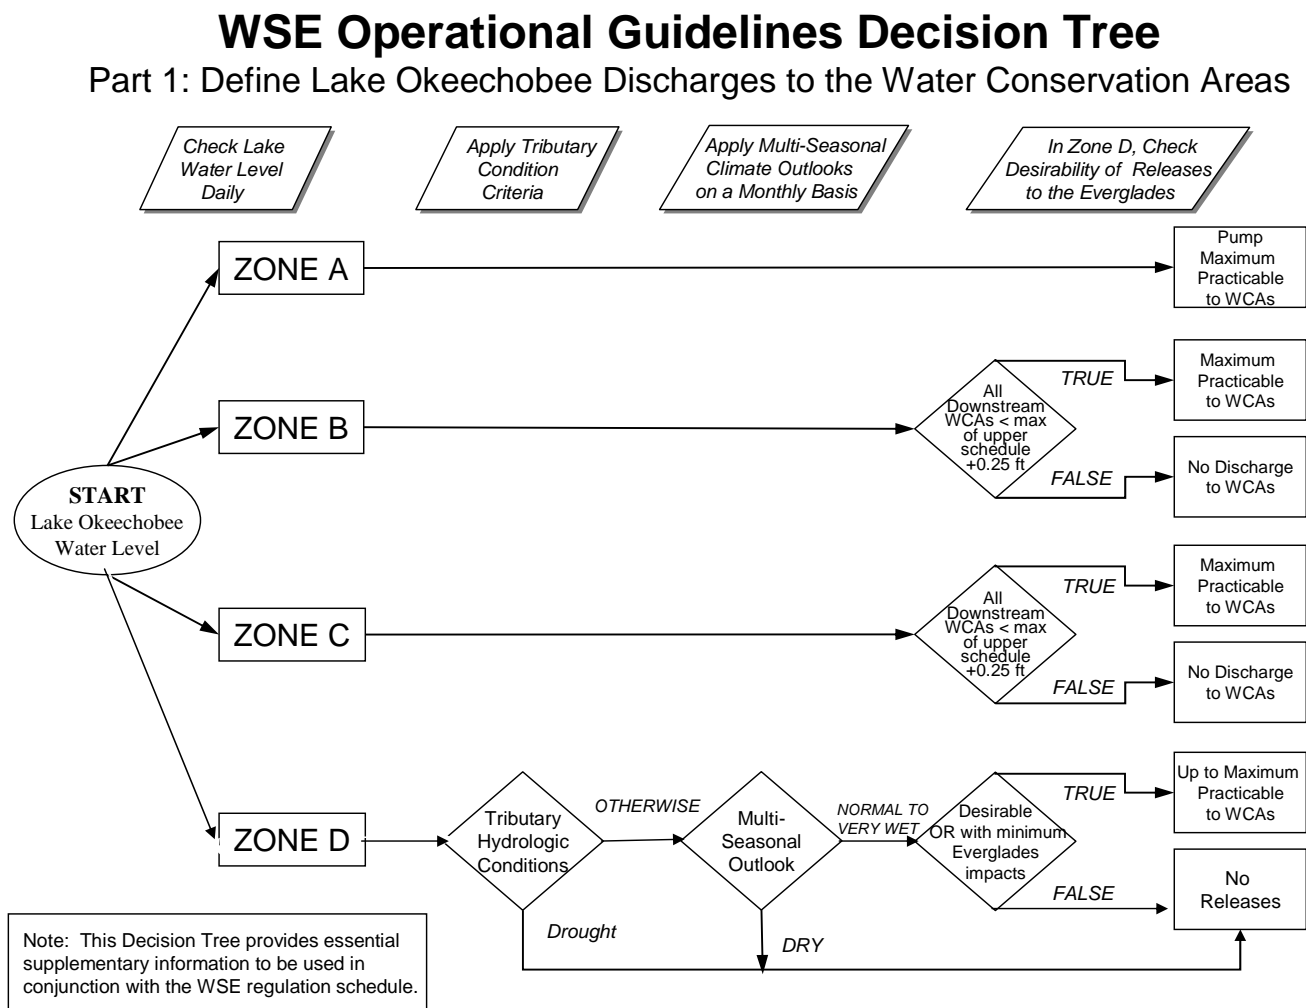 WSE Operational Guidelines Decision Tree
Part 1: Define Lake Okeechobee Discharges to the Water Conservation Areas
Check Lake
Water Level
Daily
Apply Tributary
Condition
Criteria
Apply Multi-Seasonal
Climate Outlooks
on a Monthly Basis
In Zone D, Check
Desirability of Releases
to the Everglades
ZONE A
Pump
Maximum
Practicable
to WCAs
ZONE B
All
Downstream
WCAs < max
of upper
schedule
+0.25 ft
TRUE
Maximum
Practicable
to WCAs
FALSE
No Discharge
to WCAs
START
Lake Okeechobee
Water Level
ZONE C
All
Downstream
WCAs < max
of upper
schedule
+0.25 ft
TRUE
Maximum
Practicable
to WCAs
FALSE
No Discharge
to WCAs
ZONE D
Tributary
Hydrologic
Conditions
OTHERWISE
Multi-
Seasonal
Outlook
NORMAL TO
VERY WET
Desirable
OR with minimum
Everglades
impacts
TRUE
Up to Maximum
Practicable
to WCAs
FALSE
No
Releases
Drought
DRY
Note: This Decision Tree provides essential
supplementary information to be used in
conjunction with the WSE regulation schedule.